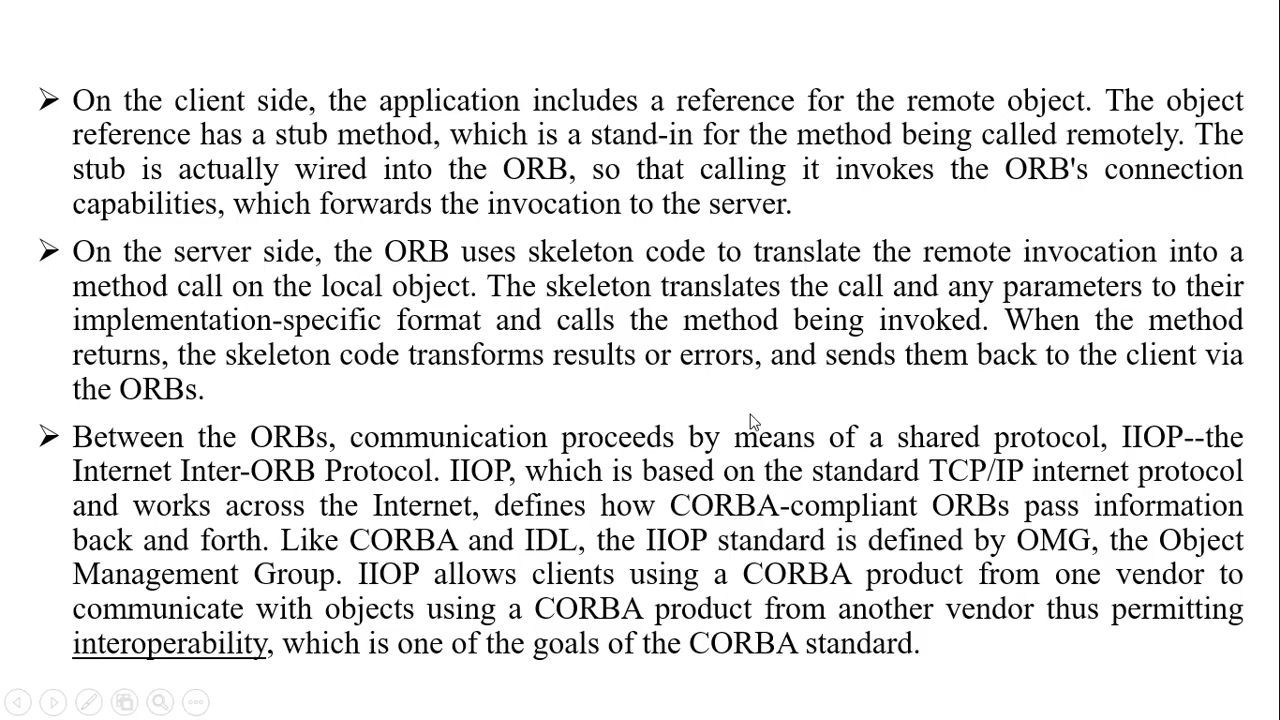 ➢ On the client side, the application includes a reference for the remote object. The object
reference has a stub method, which is a stand-in for the method being called remotely. The
stub is actually wired into the ORB, so that calling it invokes the ORB's connection
capabilities, which forwards the invocation to the server.
➢ On the server side, the ORB uses skeleton code to translate the remote invocation into a
method call on the local object. The skeleton translates the call and any parameters to their
implementation-specific format and calls the method being invoked. When the method
returns, the skeleton code transforms results or errors, and sends them back to the client via
the ORBs.
➢ Between the ORBs, communication proceeds by means of a shared protocol, IIOP--the
Internet Inter-ORB Protocol. IIOP, which is based on the standard TCP/IP internet protocol
and works across the Internet, defines how CORBA-compliant ORBs pass information
back and forth. Like CORBA and IDL, the IIOP standard is defined by OMG, the Object
Management Group. IIOP allows clients using a CORBA product from one vendor to
communicate with objects using a CORBA product from another vendor thus permitting
interoperability, which is one of the goals of the CORBA standard.